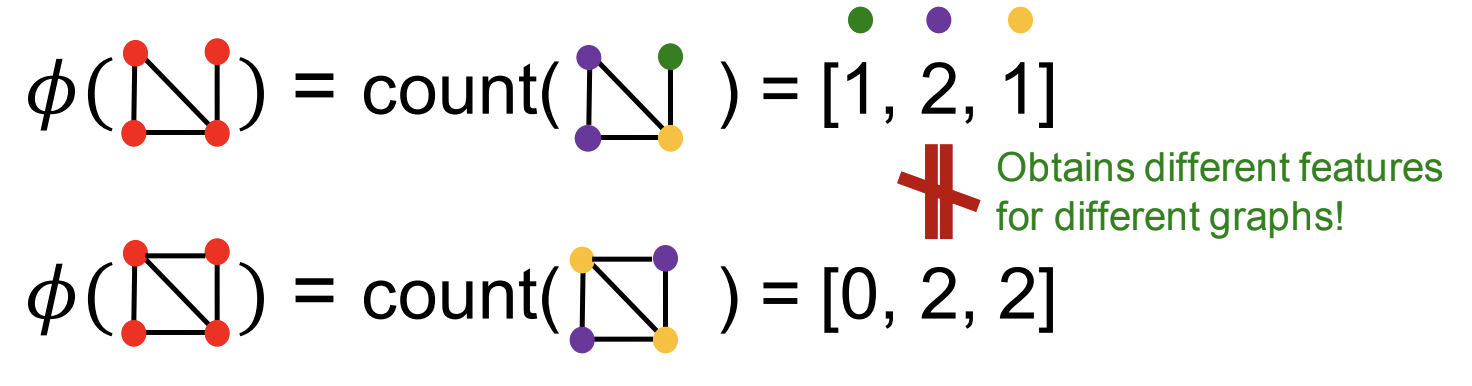 ϕ( ) = count( ) = [1, 2, 1]
Obtains different features
for different graphs!
ϕ( ) = count( ) = [0, 2, 2]